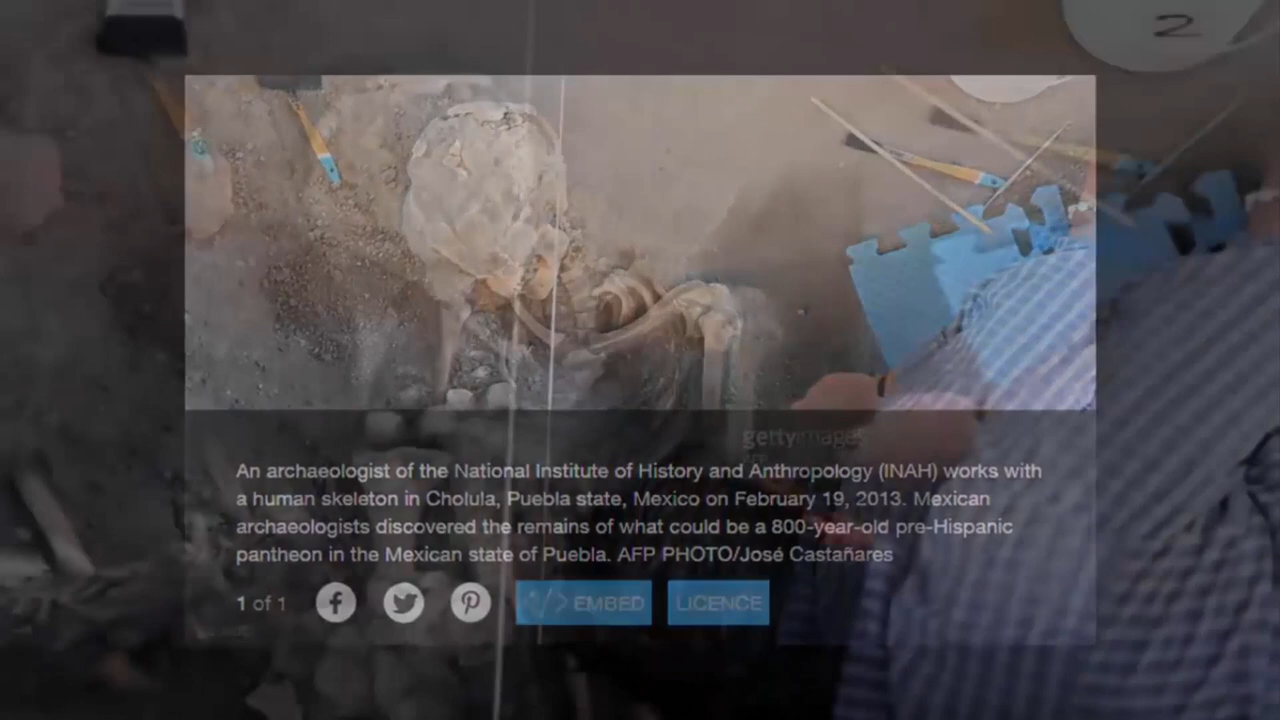 2
gettyimages
An archaeologist of the National Institute of History and Anthropology (INAH) works with
a human skeleton in Cholula, Puebla state, Mexico on February 19, 2013. Mexican
archaeologists discovered the remains of what could be a 800-year-old pre-Hispanic
pantheon in the Mexican state of Puebla. AFP PHOTO/José Castañares
1 of 1
</> EMBED
LICENCE